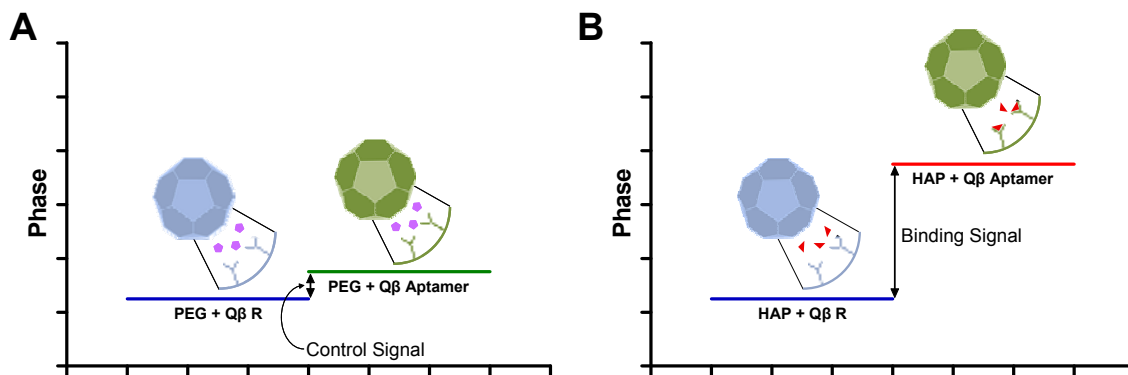 A
Phase
PEG + Qβ R
PEG + Qβ Aptamer
Control Signal
B
Phase
HAP + Qβ R
HAP + Qβ Aptamer
Binding Signal